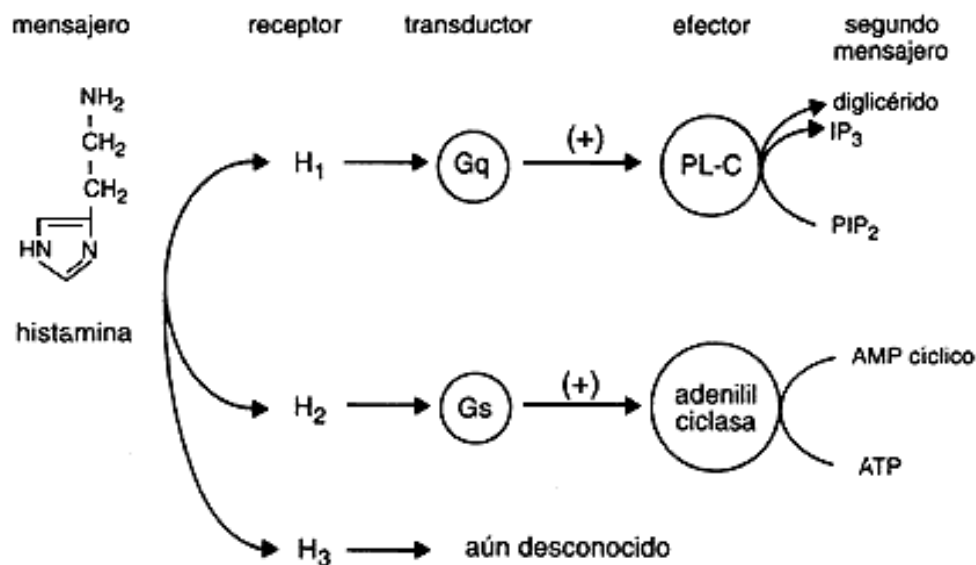 mensajero receptor transductor efector segundo
mensajero
NH₂
CH₂
CH₂
HN N
histamina
H₁ Gq (+) PL-C diglicérido
IP₃
PIP₂
H₂ Gs (+) adenilil
ciclasa
AMP cíclico
ATP
H₃ aún desconocido